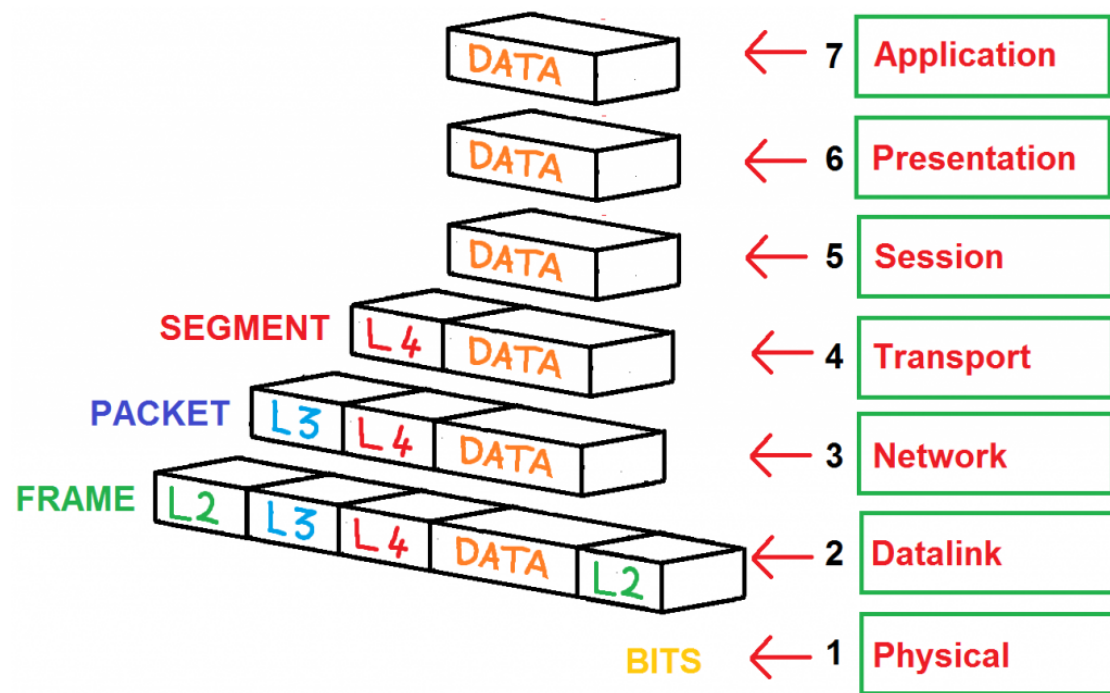 DATA 7 Application
DATA 6 Presentation
DATA 5 Session
SEGMENT L4 DATA 4 Transport
PACKET L3 L4 DATA 3 Network
FRAME L2 L3 L4 DATA L2 2 Datalink
BITS 1 Physical